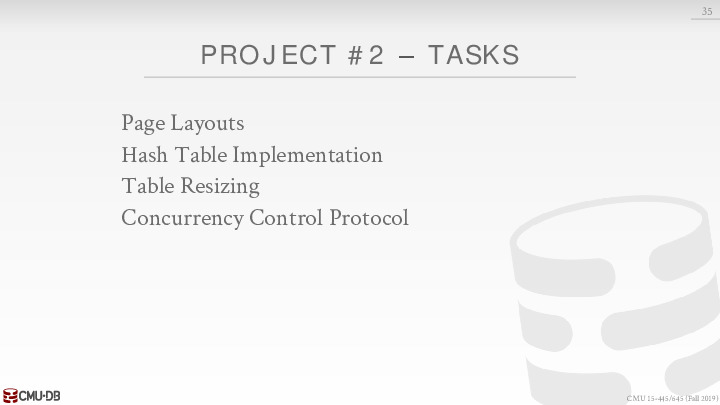 35
PROJECT #2 – TASKS
Page Layouts
Hash Table Implementation
Table Resizing
Concurrency Control Protocol
CMU·DB
CMU 15-445/645 (Fall 2019)